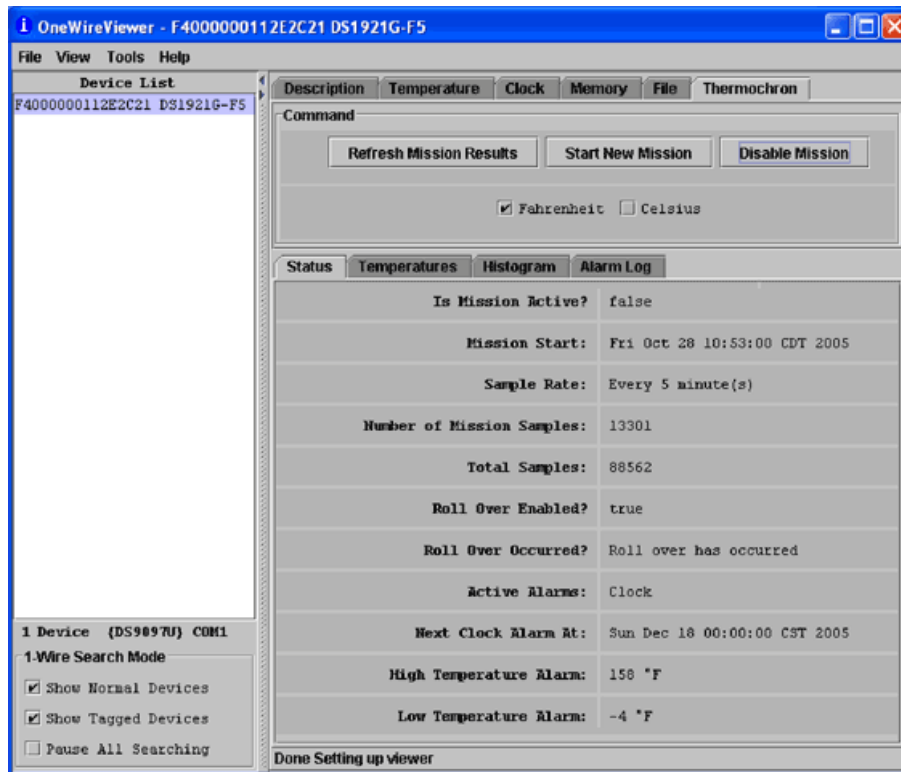 OneWireViewer - F4000000112E2C21 DS1921G-F5
File View Tools Help
Device List
F4000000112E2C21 DS1921G-F5
Description Temperature Clock Memory File Thermochron
Command
Refresh Mission Results Start New Mission Disable Mission
Fahrenheit Celsius
Status Temperatures Histogram Alarm Log
Is Mission Active? false
Mission Start: Fri Oct 28 10:53:00 CDT 2005
Sample Rate: Every 5 minute(s)
Number of Mission Samples: 13301
Total Samples: 88562
Roll Over Enabled? true
Roll Over Occurred? Roll over has occurred
Active Alarms: Clock
Next Clock Alarm At: Sun Dec 18 00:00:00 CST 2005
High Temperature Alarm: 158 °F
Low Temperature Alarm: -4 °F
1 Device {DS9097U} COM1
1-Wire Search Mode
Show Normal Devices
Show Tagged Devices
Pause All Searching
Done Setting up viewer